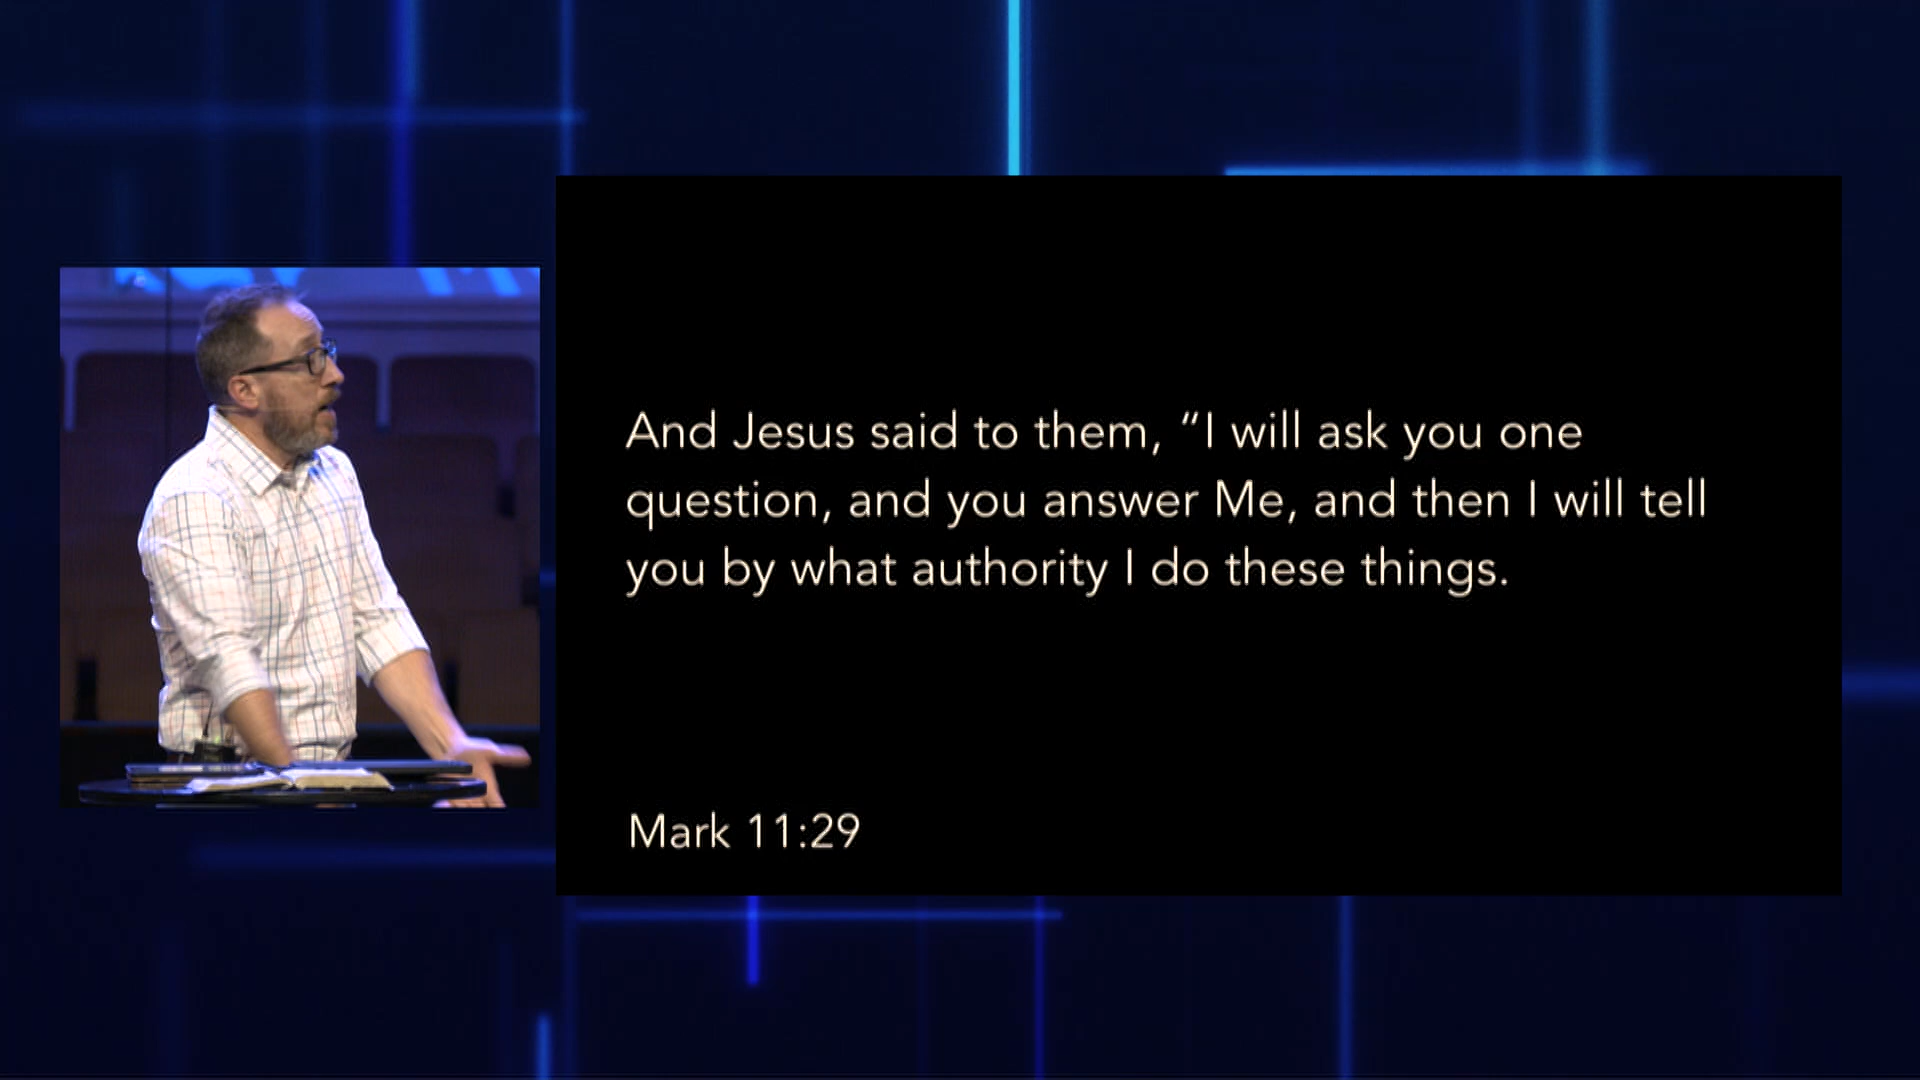 And Jesus said to them, “I will ask you one
question, and you answer Me, and then I will tell
you by what authority I do these things.
Mark 11:29